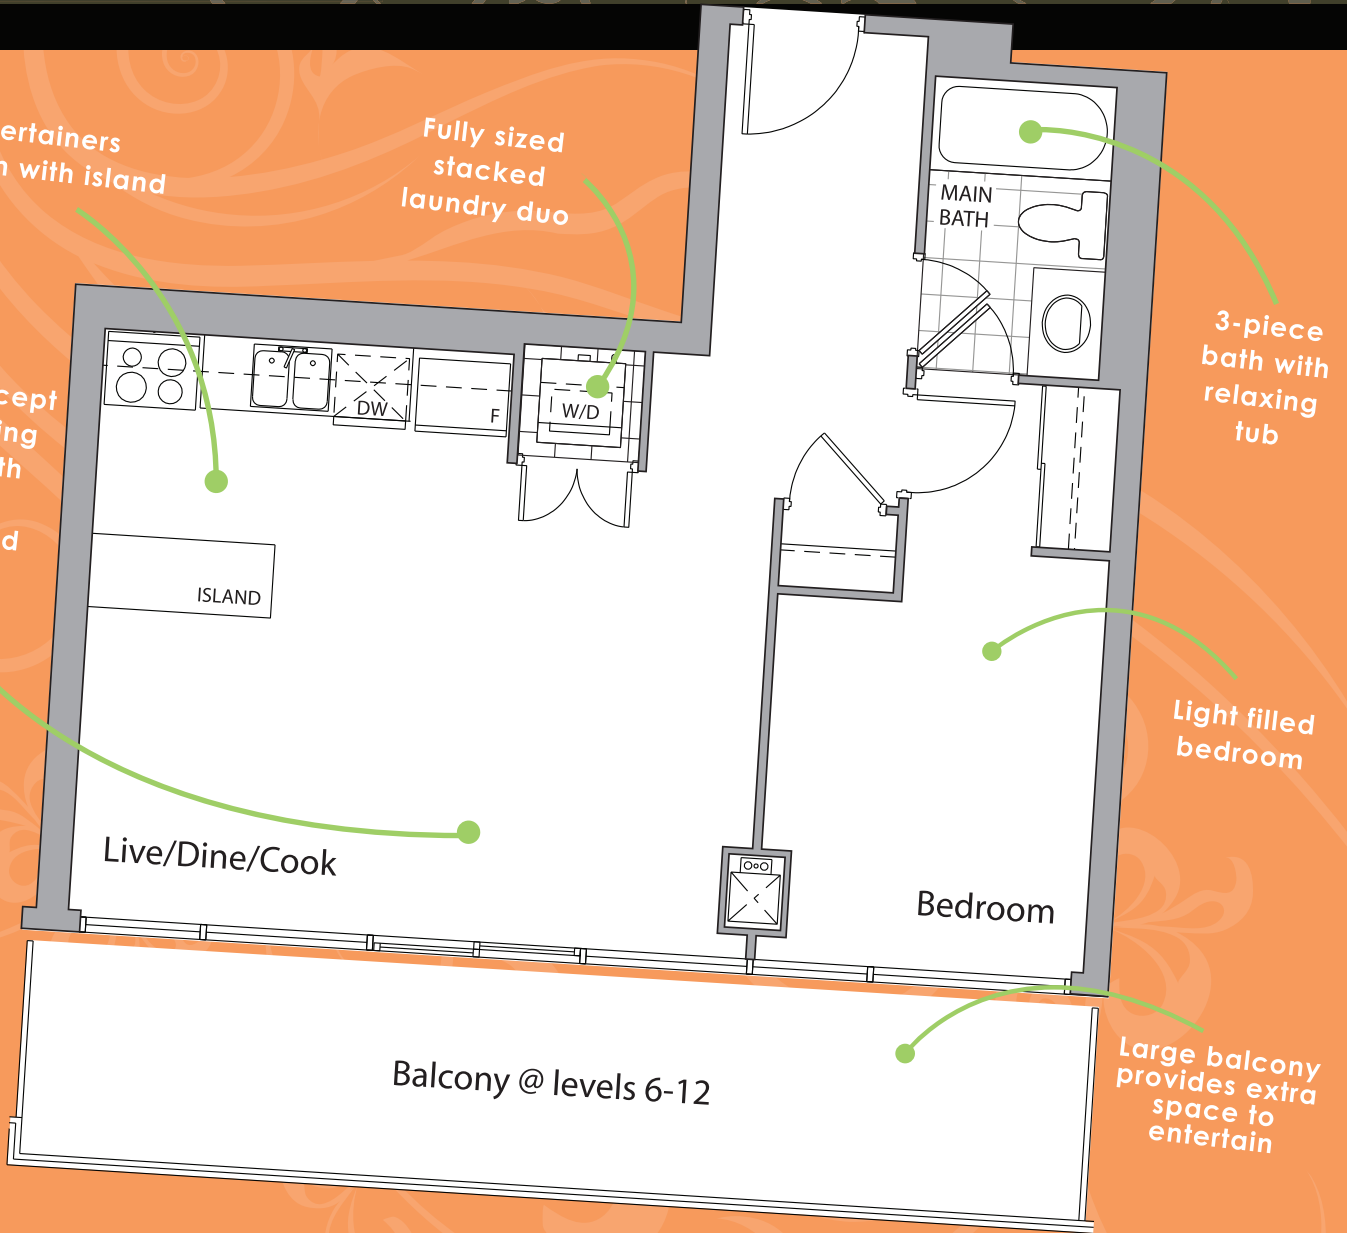 ertainers
with island
Fully sized
stacked
laundry duo
MAIN
BATH
3-piece
bath with
relaxing
tub
cept
ing
th
d
DW
F
W/D
ISLAND
Light filled
bedroom
Live/Dine/Cook
Bedroom
Balcony @ levels 6-12
Large balcony
provides extra
space to
entertain